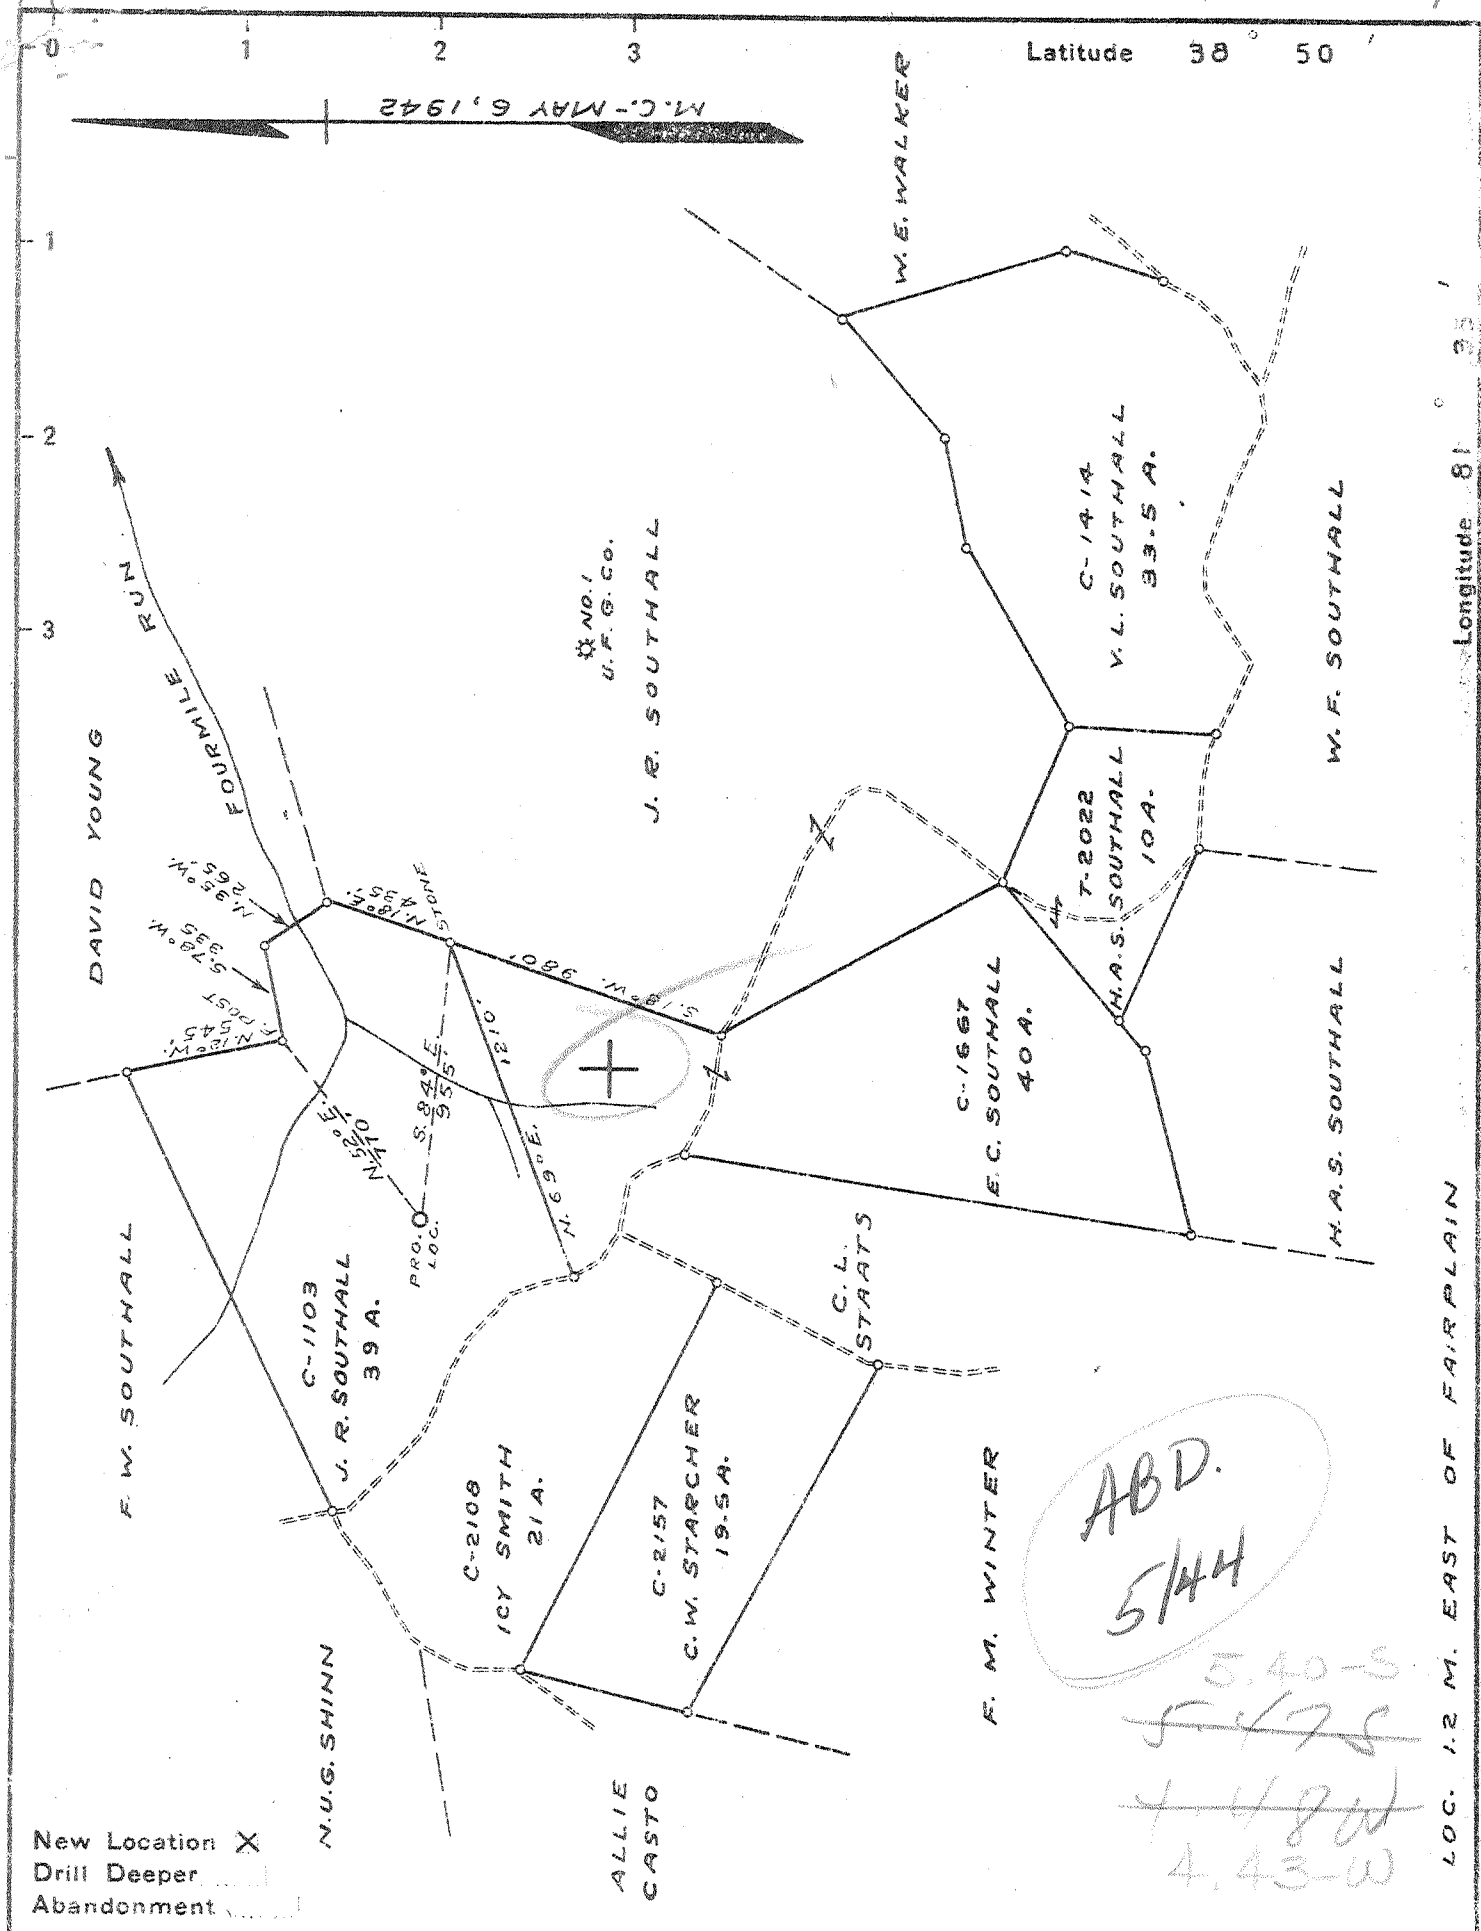 0
1
2
3
Latitude 38° 50'
M.C.-MAY 6, 1942
1
2
3
Longitude 81°
W. E. WALKER
FOURMILE RUN
DAVID YOUNG
NO. 1
U. F. G. CO.
J. R. SOUTHALL
C-1414
V. L. SOUTHALL
33.5 A.
W. F. SOUTHALL
N. 35° W.
265'
S. 78° W.
335
N. 12° W.
545
P. POST
N. 18° E.
435
STONE
S. 18° W. 980'
N. 52° E.
710'
S. 84° E.
955'
N. 69° E. 1210'
PRO.
LOC.
T-2022
H. A. S. SOUTHALL
10 A.
C-1667
E. C. SOUTHALL
40 A.
H. A. S. SOUTHALL
F. W. SOUTHALL
C-1103
J. R. SOUTHALL
39 A.
C. L.
STAATS
C-2108
ICY SMITH
21 A.
C-2157
C. W. STARCHER
19.5 A.
F. M. WINTER
N. U. G. SHINN
ALLIE
CASTO
ABD.
5/44
5.40-S
4.43-W
LOC. 1.2 M. EAST OF FAIRPLAIN
New Location X
Drill Deeper
Abandonment